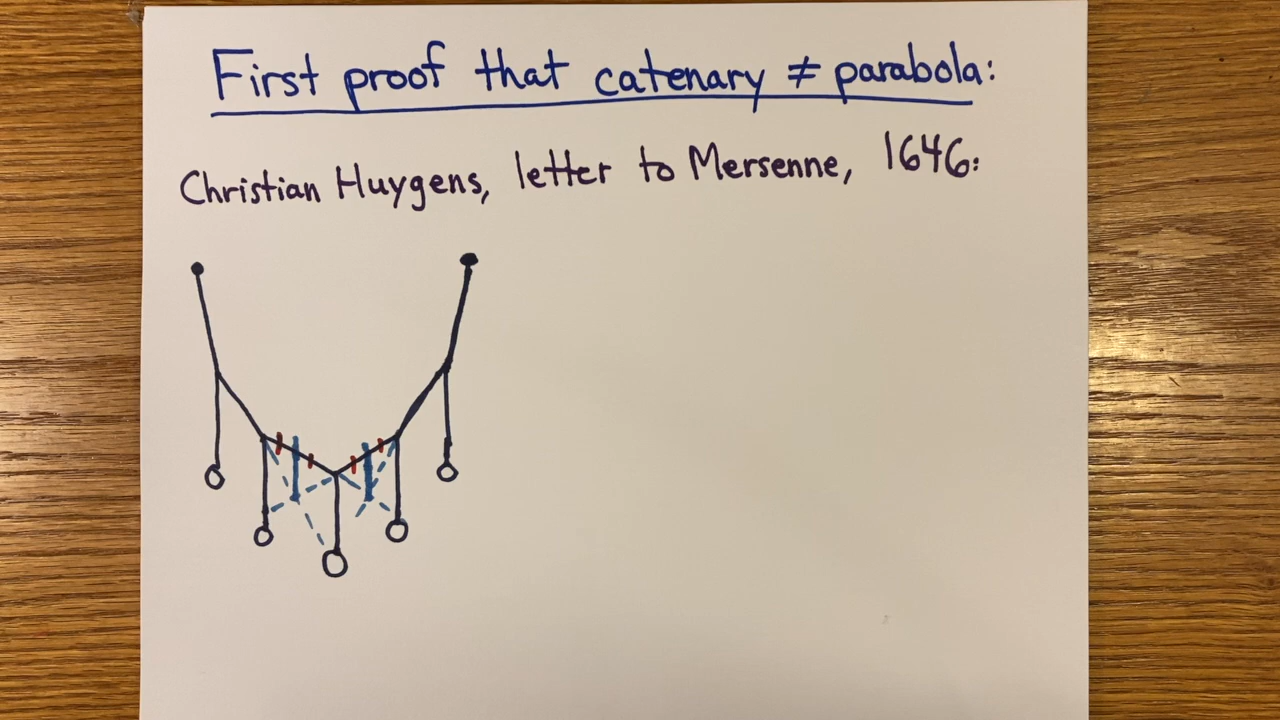 First proof that catenary ≠ parabola:
Christian Huygens, letter to Mersenne, 1646: